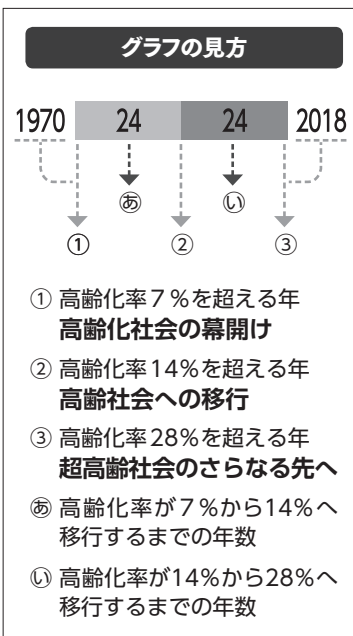 グラフの見方
1970 24 24 2018
あ い
① ② ③
① 高齢化率7%を超える年
高齢化社会の幕開け
② 高齢化率14%を超える年
高齢社会への移行
③ 高齢化率28%を超える年
超高齢社会のさらなる先へ
あ 高齢化率が7%から14%へ
移行するまでの年数
い 高齢化率が14%から28%へ
移行するまでの年数